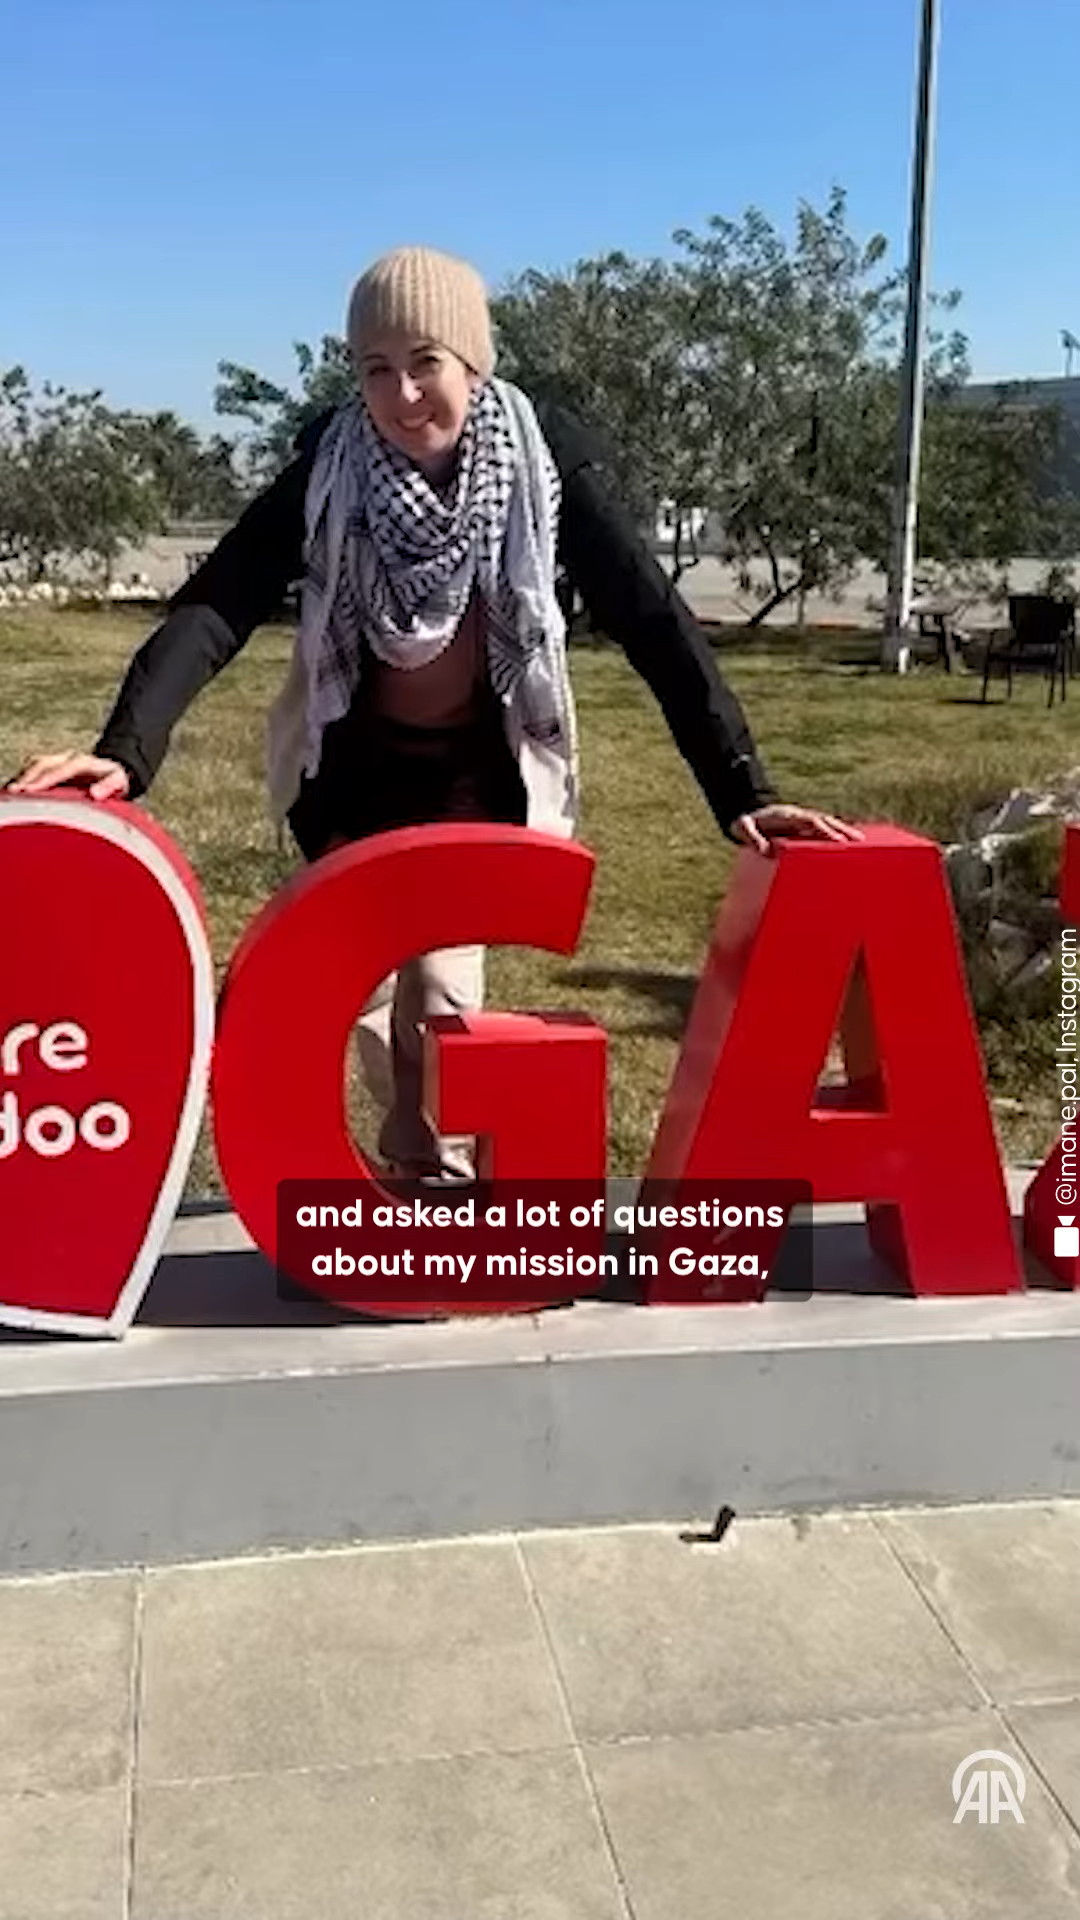 re
doo
GA
and asked a lot of questions
about my mission in Gaza,
@imane.pal, Instagram
AA